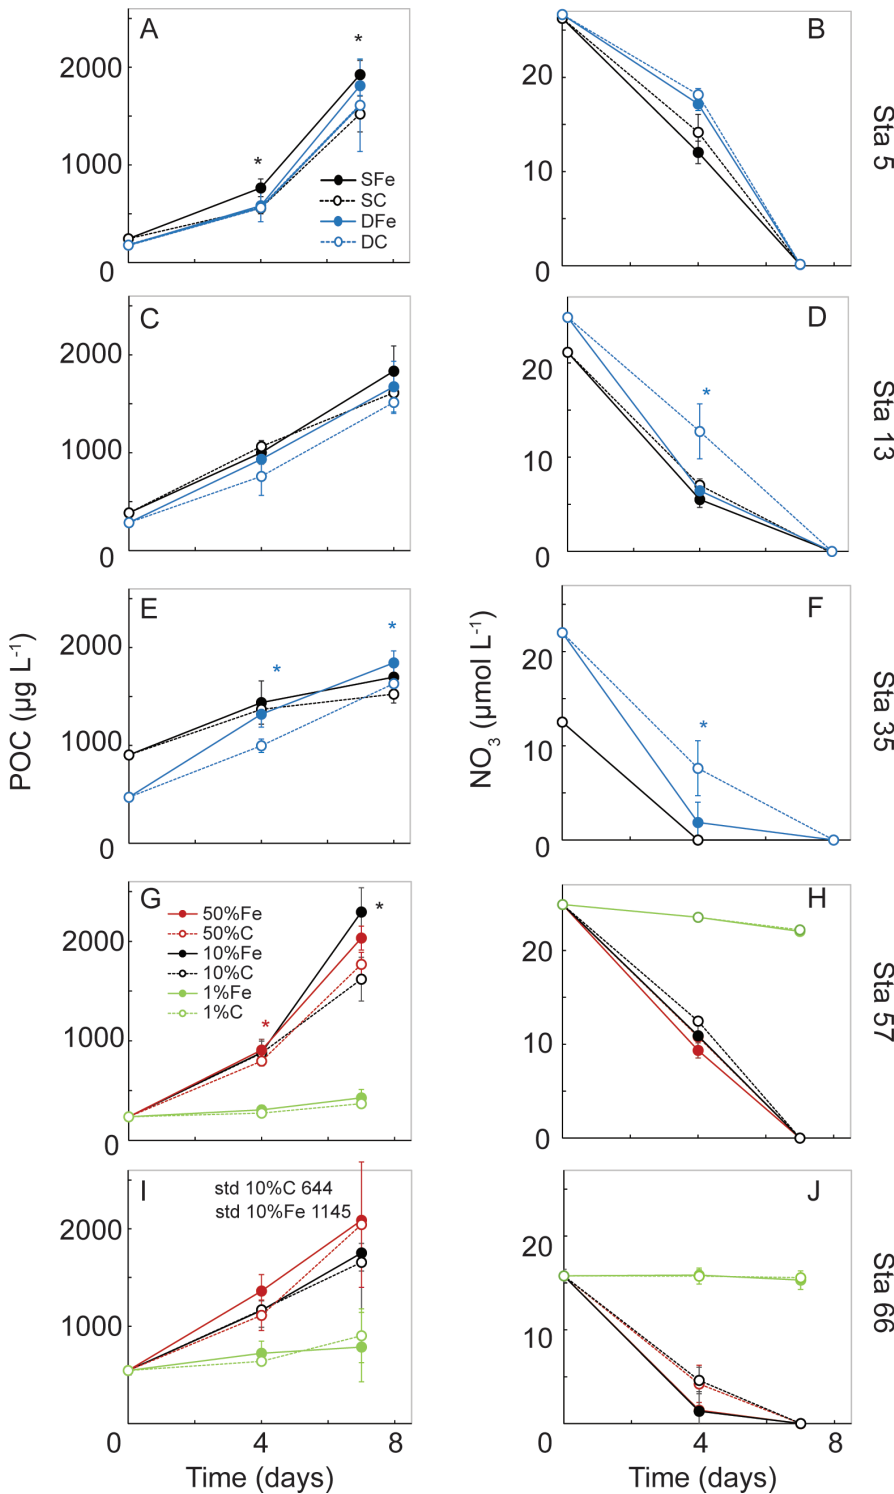 A
*
*
2000
1000
0
SFe
SC
DFe
DC
B
20
10
0
Sta 5
C
2000
1000
0
D
*
20
10
0
Sta 13
E
*
*
2000
1000
0
POC (µg L⁻¹)
F
*
20
10
0
NO₃ (µmol L⁻¹)
Sta 35
G
50%Fe
50%C
10%Fe
10%C
1%Fe
1%C
*
*
2000
1000
0
H
20
10
0
Sta 57
I
std 10%C 644
std 10%Fe 1145
2000
1000
0
4
8
Time (days)
J
20
10
0
0
4
8
Time (days)
Sta 66